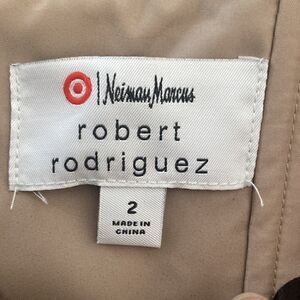 Neiman Marcus
robert
rodriguez
2
MADE IN
CHINA